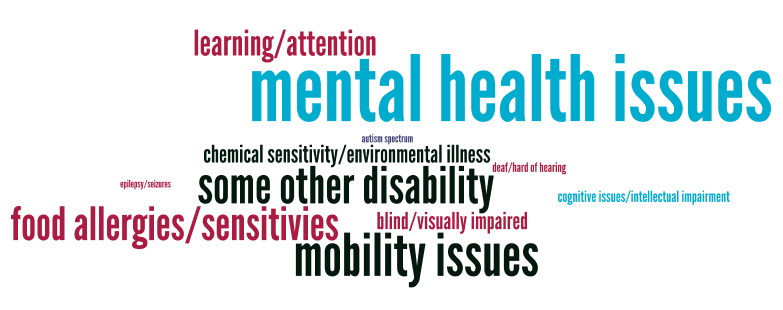 learning/attention
mental health issues
autism spectrum
chemical sensitivity/environmental illness
deaf/hard of hearing
epilepsy/seizures
some other disability
cognitive issues/intellectual impairment
food allergies/sensitivies
blind/visually impaired
mobility issues